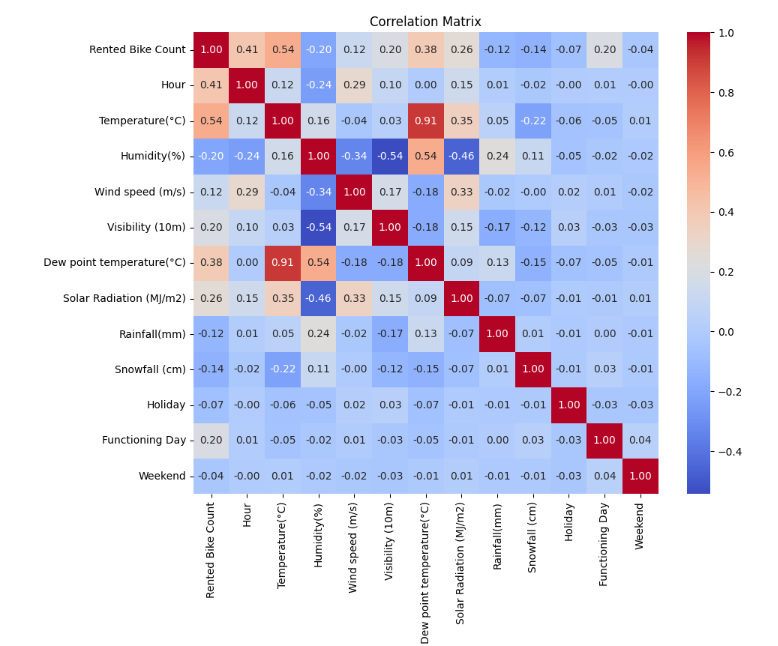 Correlation Matrix
Rented Bike Count 1.00 0.41 0.54 -0.20 0.12 0.20 0.38 0.26 -0.12 -0.14 -0.07 0.20 -0.04
Hour 0.41 1.00 0.12 -0.24 0.29 0.10 0.00 0.15 0.01 -0.02 -0.00 0.01 -0.00
Temperature(°C) 0.54 0.12 1.00 0.16 -0.04 0.03 0.91 0.35 0.05 -0.22 -0.06 -0.05 0.01
Humidity(%) -0.20 -0.24 0.16 1.00 -0.34 -0.54 0.54 -0.46 0.24 0.11 -0.05 -0.02 -0.02
Wind speed (m/s) 0.12 0.29 -0.04 -0.34 1.00 0.17 -0.18 0.33 -0.02 -0.00 0.02 0.01 -0.02
Visibility (10m) 0.20 0.10 0.03 -0.54 0.17 1.00 -0.18 0.15 -0.17 -0.12 0.03 -0.03 -0.03
Dew point temperature(°C) 0.38 0.00 0.91 0.54 -0.18 -0.18 1.00 0.09 0.13 -0.15 -0.07 -0.05 -0.01
Solar Radiation (MJ/m2) 0.26 0.15 0.35 -0.46 0.33 0.15 0.09 1.00 -0.07 -0.07 -0.01 -0.01 0.01
Rainfall(mm) -0.12 0.01 0.05 0.24 -0.02 -0.17 0.13 -0.07 1.00 0.01 -0.01 0.00 -0.01
Snowfall (cm) -0.14 -0.02 -0.22 0.11 -0.00 -0.12 -0.15 -0.07 0.01 1.00 -0.01 0.03 -0.01
Holiday -0.07 -0.00 -0.06 -0.05 0.02 0.03 -0.07 -0.01 -0.01 -0.01 1.00 -0.03 -0.03
Functioning Day 0.20 0.01 -0.05 -0.02 0.01 -0.03 -0.05 -0.01 0.00 0.03 -0.03 1.00 0.04
Weekend -0.04 -0.00 0.01 -0.02 -0.02 -0.03 -0.01 0.01 -0.01 -0.01 -0.03 0.04 1.00
Rented Bike Count
Hour
Temperature(°C)
Humidity(%)
Wind speed (m/s)
Visibility (10m)
Dew point temperature(°C)
Solar Radiation (MJ/m2)
Rainfall(mm)
Snowfall (cm)
Holiday
Functioning Day
Weekend
1.0
0.8
0.6
0.4
0.2
0.0
−0.2
−0.4